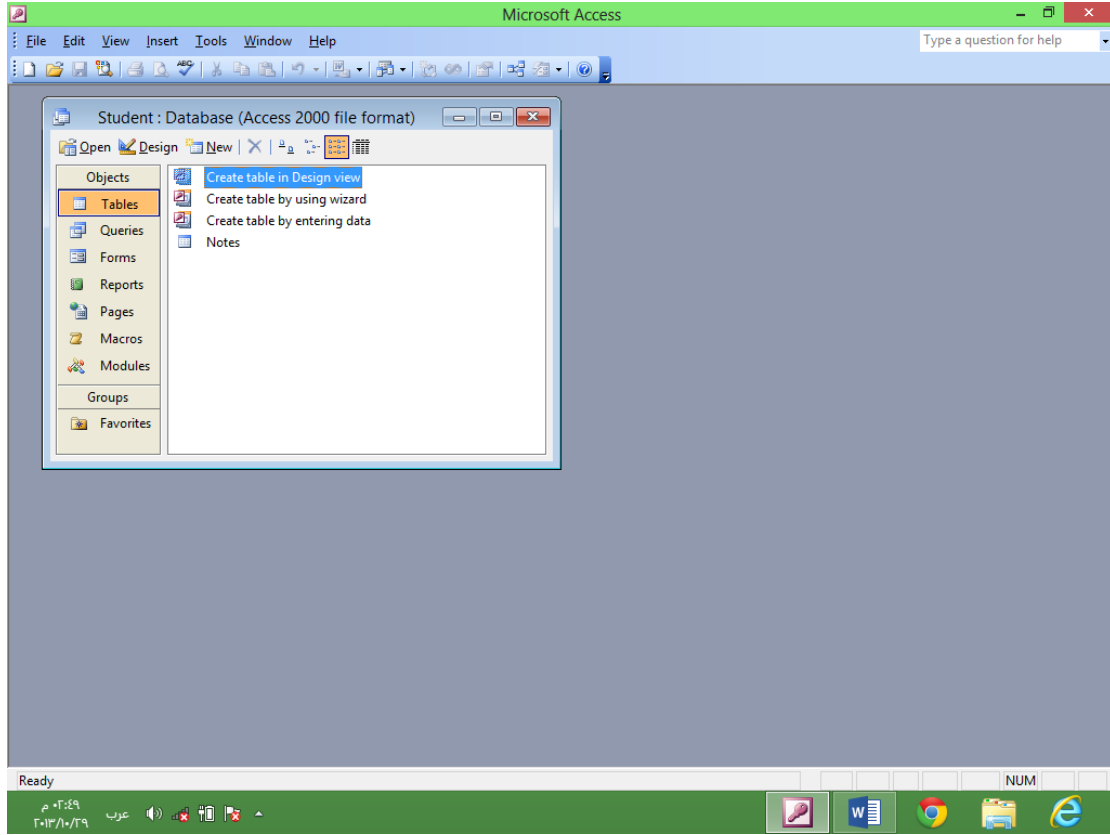 Microsoft Access
File Edit View Insert Tools Window Help
Type a question for help
Student : Database (Access 2000 file format)
Open Design New
Objects
Tables
Queries
Forms
Reports
Pages
Macros
Modules
Groups
Favorites
Create table in Design view
Create table by using wizard
Create table by entering data
Notes
Ready
NUM
٠٢:٤٩ م
عرب
٢٠١٣/١٠/٢٩